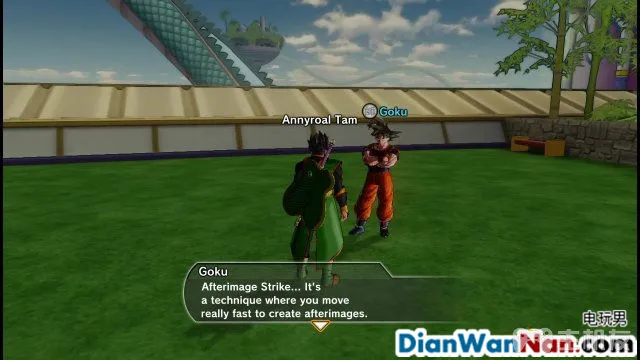 Goku
Annyroal Tam
Goku
Afterimage Strike... It's
a technique where you move
really fast to create afterimages.
电玩男
DianWanNan.com